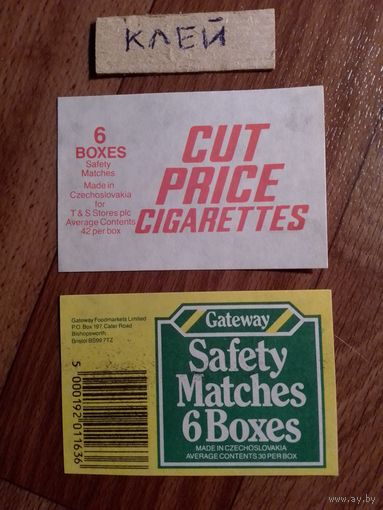 КЛЕЙ
6
BOXES
Safety
Matches
Made in
Czechoslovakia
for
T & S Stores plc
Average Contents
42 per box
CUT
PRICE
CIGARETTES
Gateway Foodmarkets Limited
P.O. Box 197, Cater Road
Bishopsworth,
Bristol BS99 7TZ
5 000192 011636
Gateway
Safety
Matches
6 Boxes
MADE IN CZECHOSLOVAKIA
AVERAGE CONTENTS 30 PER BOX
https://www.ay.by/